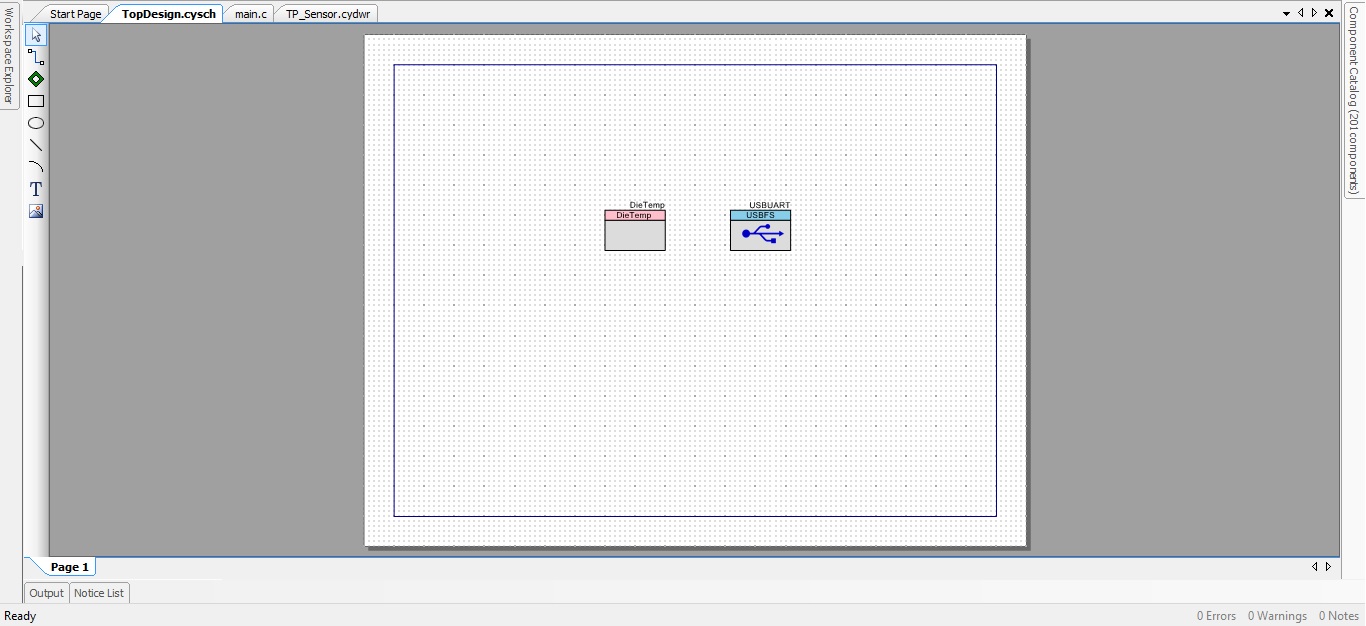 Workspace Explorer
Start Page
TopDesign.cysch
main.c
TP_Sensor.cydwr
Component Catalog (201 components)
T
DieTemp
DieTemp
USBUART
USBFS
Page 1
Output
Notice List
Ready
0 Errors
0 Warnings
0 Notes